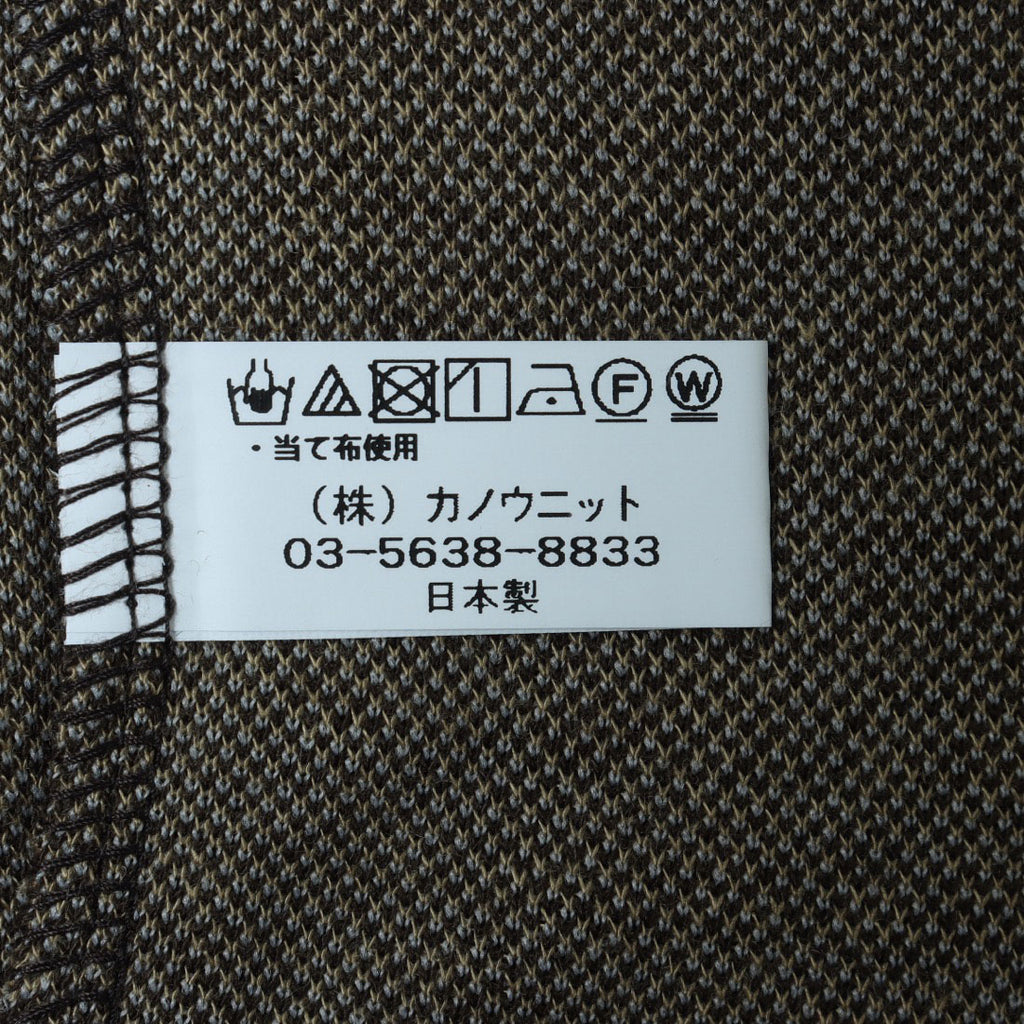 F W
・当て布使用
（株）カノウニット
03-5638-8833
日本製